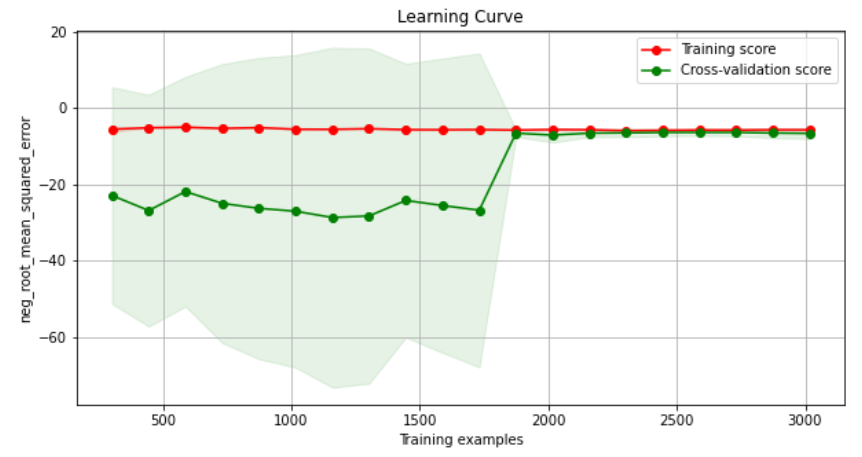 Learning Curve
Training score
Cross-validation score
20
0
−20
−40
−60
neg_root_mean_squared_error
500
1000
1500
2000
2500
3000
Training examples